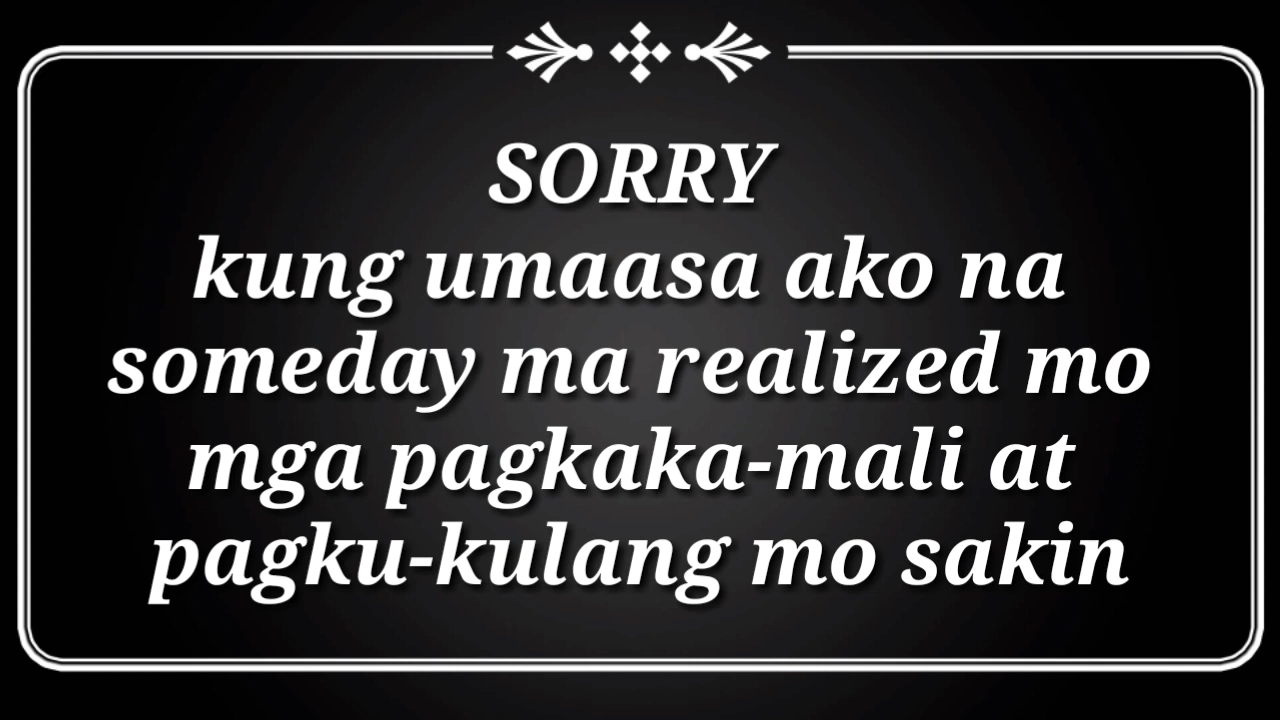 SORRY
kung umaasa ako na
someday ma realized mo
mga pagkaka-mali at
pagku-kulang mo sakin